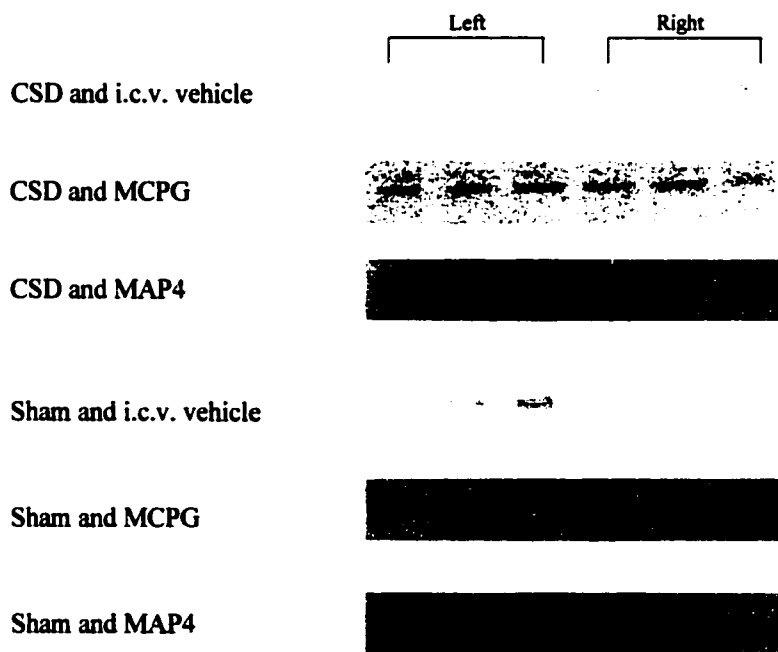 Left Right
CSD and i.c.v. vehicle
CSD and MCPG
CSD and MAP4
Sham and i.c.v. vehicle
Sham and MCPG
Sham and MAP4